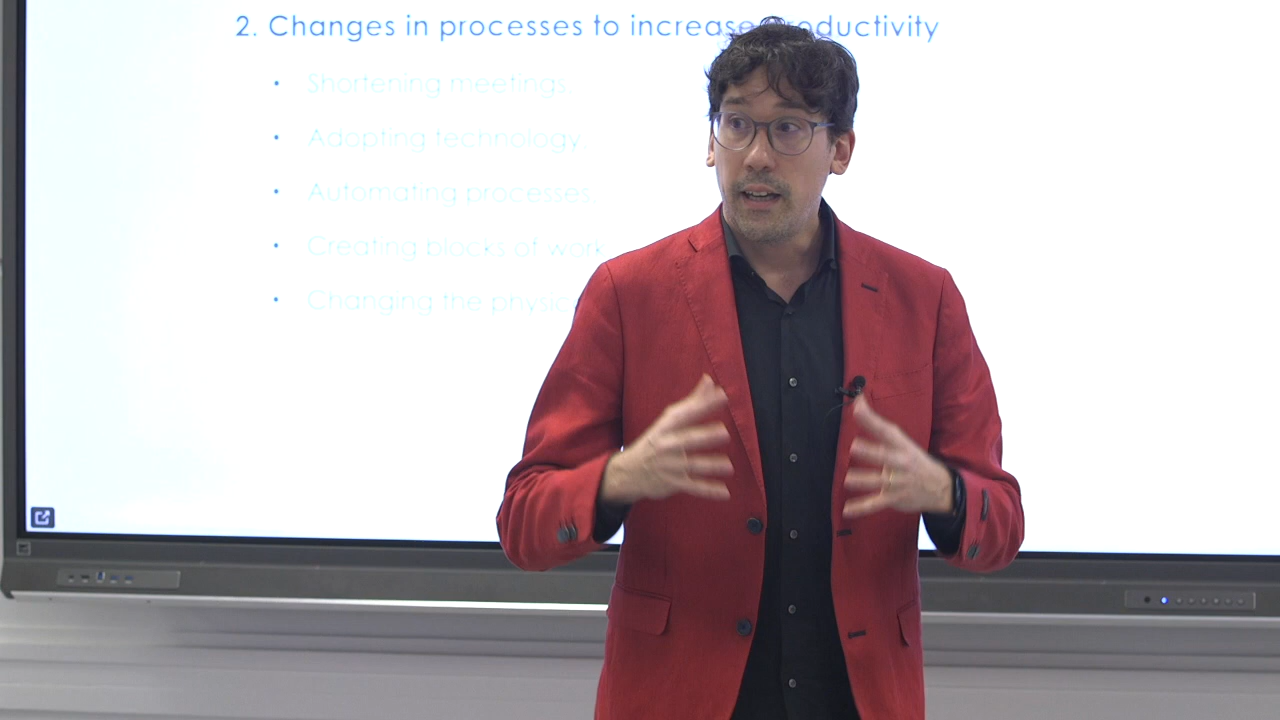 2. Changes in processes to increase productivity
• Shortening meetings,
• Adopting technology,
• Automating processes,
• Creating blocks of work
• Changing the physic